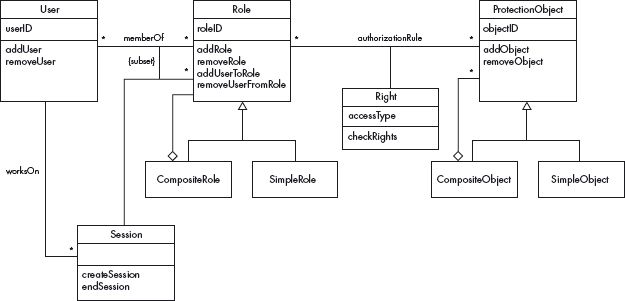 User
userID
addUser
removeUser
*
memberOf
*
{subset}
*
Role
roleID
addRole
removeRole
addUserToRole
removeUserFromRole
*
authorizationRule
*
ProtectionObject
objectID
addObject
removeObject
*
Right
accessType
checkRights
CompositeRole
SimpleRole
CompositeObject
SimpleObject
worksOn
*
Session
createSession
endSession